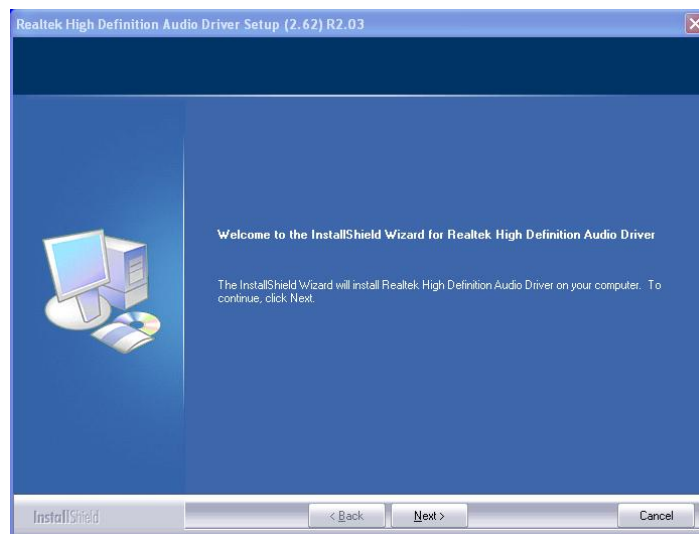 Realtek High Definition Audio Driver Setup (2.62) R2.03
Welcome to the InstallShield Wizard for Realtek High Definition Audio Driver
The InstallShield Wizard will install Realtek High Definition Audio Driver on your computer. To
continue, click Next.
InstallShield
< Back
Next >
Cancel